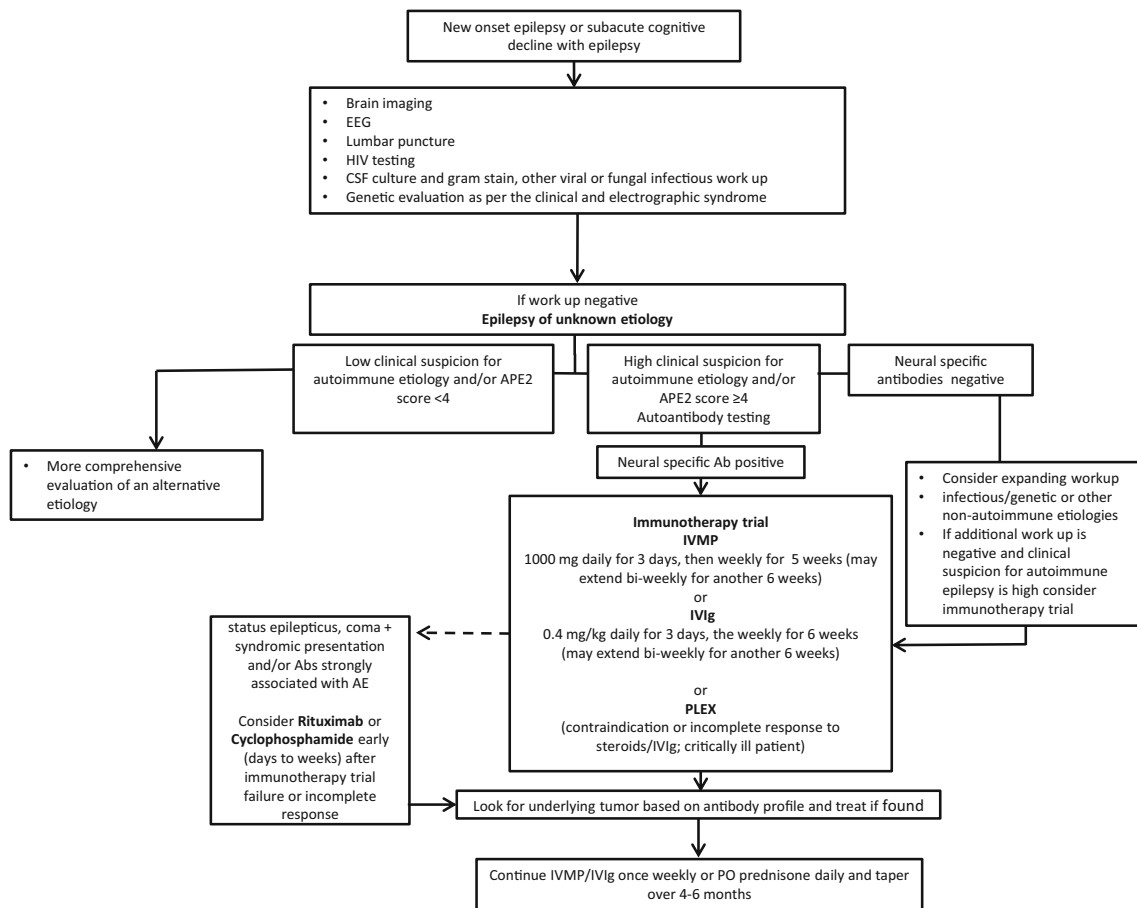 New onset epilepsy or subacute cognitive
decline with epilepsy
• Brain imaging
• EEG
• Lumbar puncture
• HIV testing
• CSF culture and gram stain, other viral or fungal infectious work up
• Genetic evaluation as per the clinical and electrographic syndrome
If work up negative
Epilepsy of unknown etiology
Low clinical suspicion for
autoimmune etiology and/or APE2
score <4
High clinical suspicion for
autoimmune etiology and/or
APE2 score ≥4
Autoantibody testing
Neural specific
antibodies negative
• More comprehensive
evaluation of an alternative
etiology
Neural specific Ab positive
• Consider expanding workup
• infectious/genetic or other
non-autoimmune etiologies
• If additional work up is
negative and clinical
suspicion for autoimmune
epilepsy is high consider
immunotherapy trial
Immunotherapy trial
IVMP
1000 mg daily for 3 days, then weekly for 5 weeks (may
extend bi-weekly for another 6 weeks)
or
IVIg
0.4 mg/kg daily for 3 days, the weekly for 6 weeks
(may extend bi-weekly for another 6 weeks)
or
PLEX
(contraindication or incomplete response to
steroids/IVIg; critically ill patient)
status epilepticus, coma +
syndromic presentation
and/or Abs strongly
associated with AE
Consider Rituximab or
Cyclophosphamide early
(days to weeks) after
immunotherapy trial
failure or incomplete
response
Look for underlying tumor based on antibody profile and treat if found
Continue IVMP/IVIg once weekly or PO prednisone daily and taper
over 4-6 months